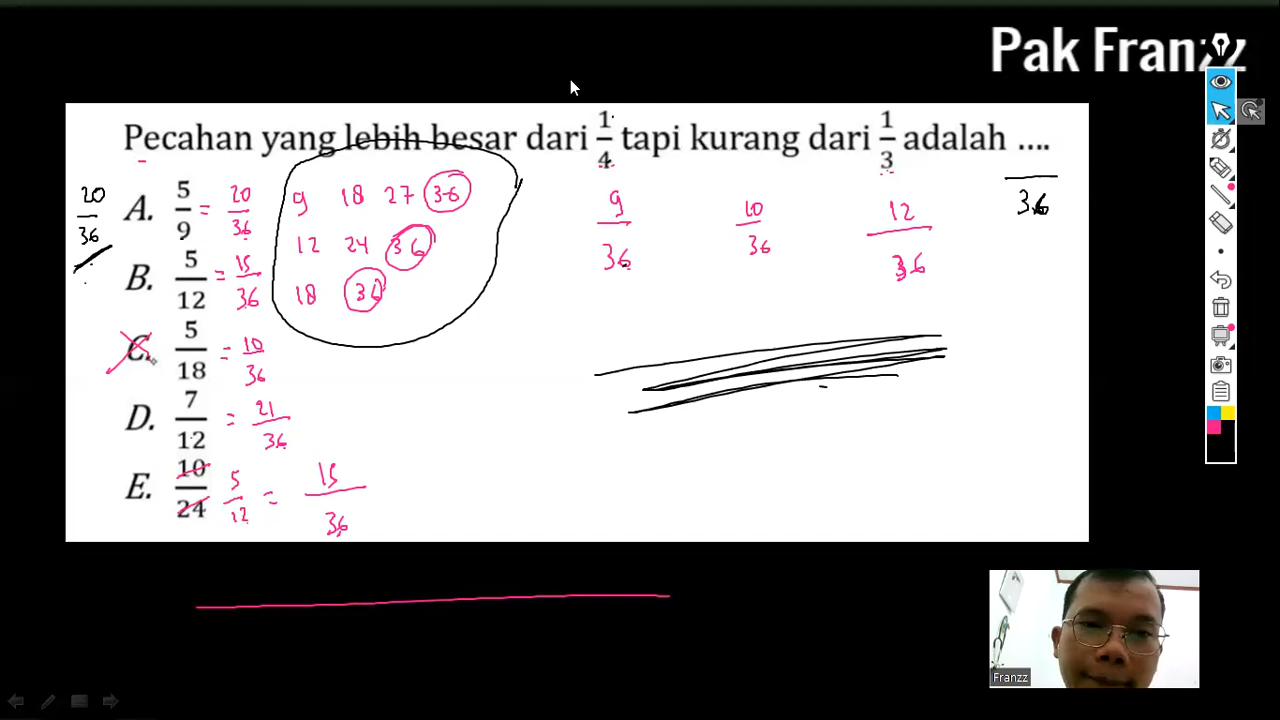 Pak Franzz
Pecahan yang lebih besar dari 1/4 tapi kurang dari 1/3 adalah ....
20/36
A. 5/9 = 20/36
9 18 27 36
9/36
10/36
12/36
36
B. 5/12 = 15/36
12 24 36
18 36
C. 5/18 = 10/36
D. 7/12 = 21/36
E. 10/24 5/12 = 15/36
Franzz